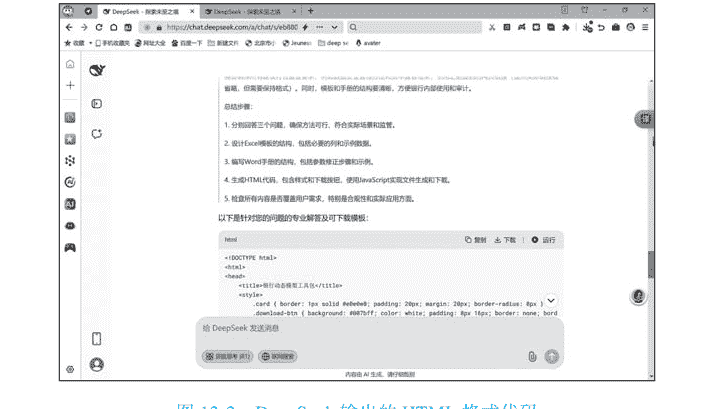 DeepSeek - 探索未至之境
DeepSeek - 探索未至之境
https://chat.deepseek.com/a/chat/s/eb880
收藏 手机收藏夹 网址大全 百度一下 新建文件 北京市小 Jeunes deep se avater
省略，但需要保持格式）。同时，模板和手册的结构要清晰，方便银行内部使用和审计。
总结步骤：
1. 分别回答三个问题，确保方法可行，符合实际场景和监管。
2. 设计Excel模板的结构，包括必要的列和示例数据。
3. 编写Word手册的结构，包括参数修正步骤和示例。
4. 生成HTML代码，包含样式和下载按钮，使用JavaScript实现文件生成和下载。
5. 检查所有内容是否覆盖用户需求，特别是合规性和实际应用方面。
以下是针对您的问题的专业解答及可下载模板：
html 复制 下载 运行
<!DOCTYPE html>
<html>
<head>
<title>银行动态模型工具包</title>
<style>
.card { border: 1px solid #e0e0e0; padding: 20px; margin: 20px; border-radius: 8px }
.download-btn { background: #007bff; color: white; padding: 8px 16px; border: none; bord
给 DeepSeek 发送消息
深度思考 (R1) 联网搜索
内容由 AI 生成，请仔细甄别
DeepSeek 输出的 HTML 格式代码